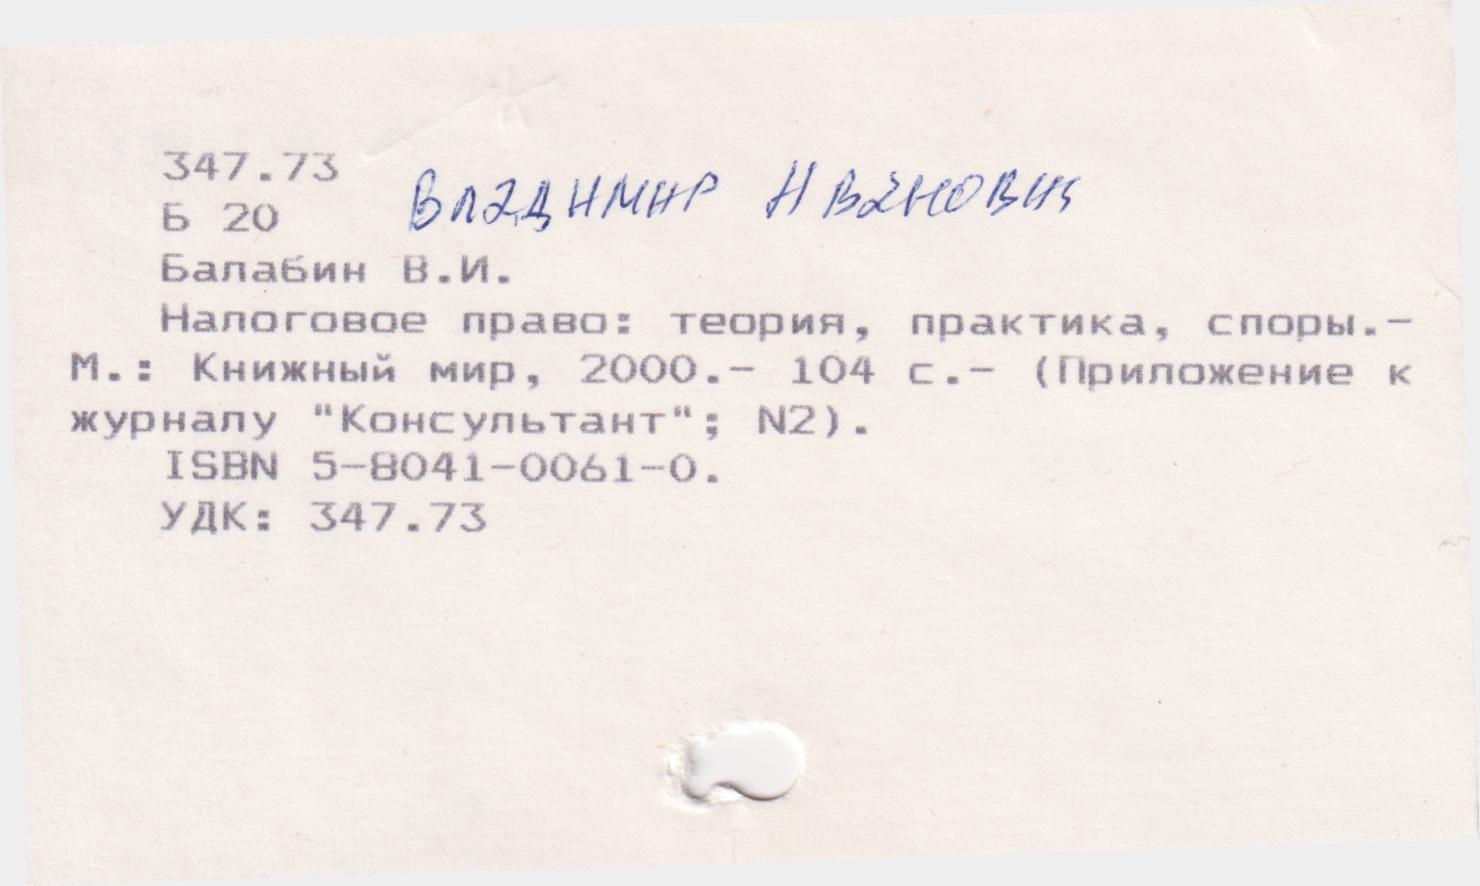 347.73
Владимир Иванович
Б 20
Балабин В.И.
Налоговое право: теория, практика, споры.-
М.: Книжный мир, 2000.- 104 с.- (Приложение к
журналу "Консультант"; N2).
ISBN 5-8041-0061-0.
УДК: 347.73